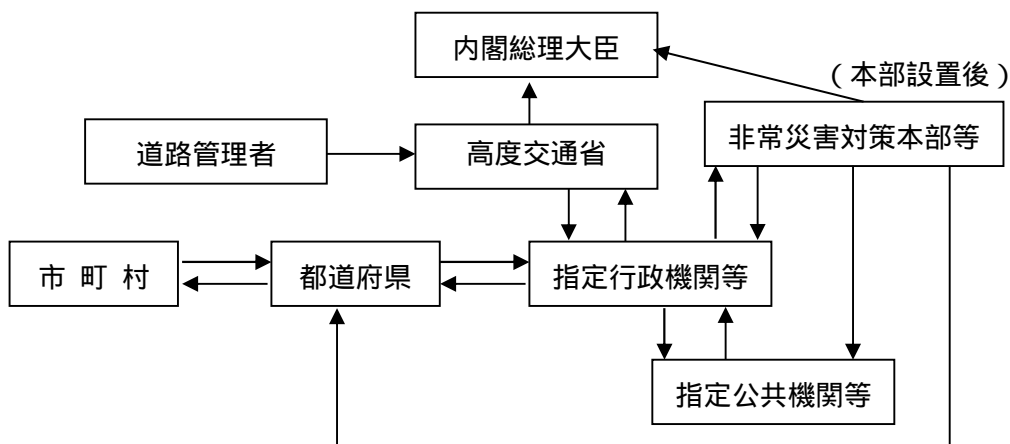 内閣総理大臣
（本部設置後）
非常災害対策本部等
道路管理者
高度交通省
市 町 村
都道府県
指定行政機関等
指定公共機関等